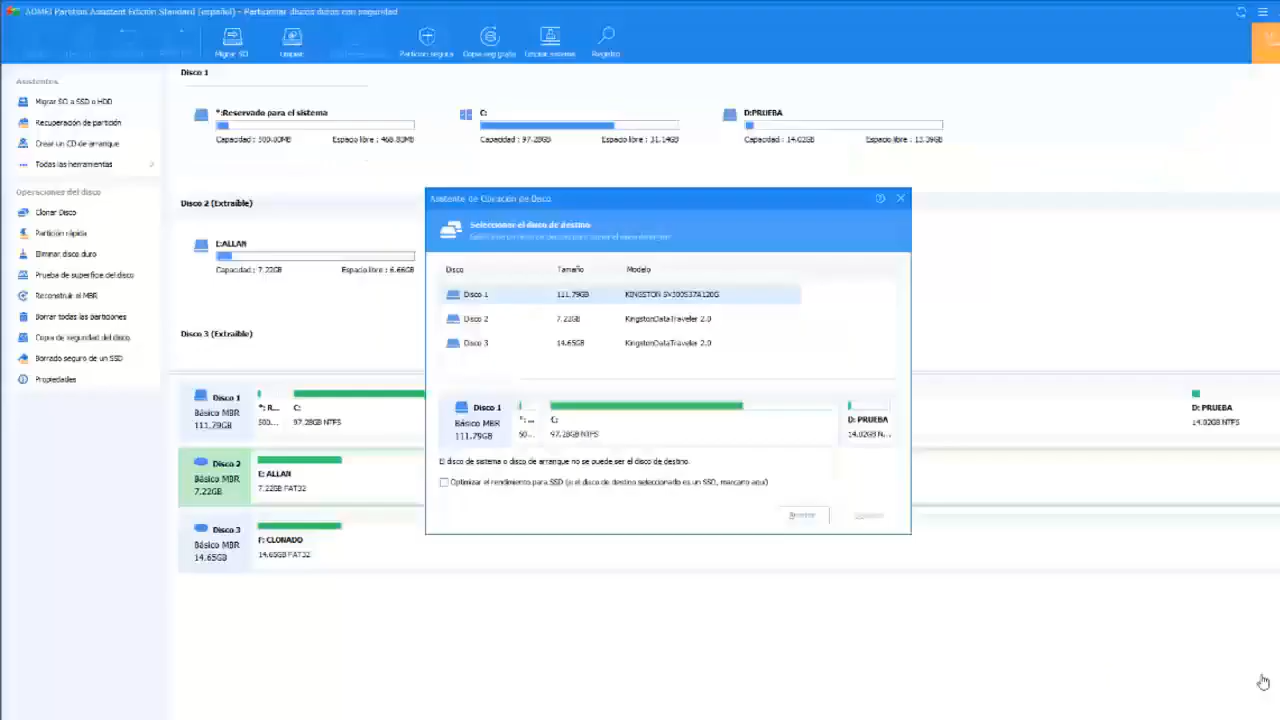 AOMEI Partition Assistant Edición Standard (español) - Particionar discos duros con seguridad
Migrar SO
Limpiar
Particion segura
Registro
Asistentes
Migrar SO a SSD o HDD
Recuperación de partición
Crear un CD de arranque
Todas las herramientas
Operaciones del disco
Clonar Disco
Partición rápida
Eliminar disco duro
Prueba de superficie del disco
Reconstruir el MBR
Borrar todas las particiones
Copia de seguridad del disco
Borrado seguro de un SSD
Propiedades
Disco 1
*:Reservado para el sistema
Capacidad : 500.00MB
Espacio libre : 468.80MB
C:
Capacidad : 97.28GB
Espacio libre : 31.14GB
D:PRUEBA
Capacidad : 14.02GB
Espacio libre : 13.39GB
Disco 2 (Extraible)
E:ALLAN
Capacidad : 7.22GB
Espacio libre : 6.66GB
Disco 3 (Extraible)
Disco 1
Básico MBR
111.79GB
*: R...
500...
C:
97.28GB NTFS
D: PRUEBA
14.02GB NTFS
Disco 2
Básico MBR
7.22GB
E: ALLAN
7.22GB FAT32
Disco 3
Básico MBR
14.65GB
F: CLONADO
14.65GB FAT32
Asistente de Clonación de Disco
Seleccionar el disco de destino
Disco Tamaño Modelo
Disco 1 111.79GB KINGSTON SV300S37A120G
Disco 2 7.22GB KingstonDataTraveler 2.0
Disco 3 14.65GB KingstonDataTraveler 2.0
Disco 1
Básico MBR
111.79GB
*: ...
50...
C:
97.28GB NTFS
D: PRUEBA
14.02GB N...
El disco de sistema o disco de arranque no se puede ser el disco de destino.
Optimizar el rendimiento para SSD (si el disco de destino seleccionado es un SSD, marcarlo aquí)